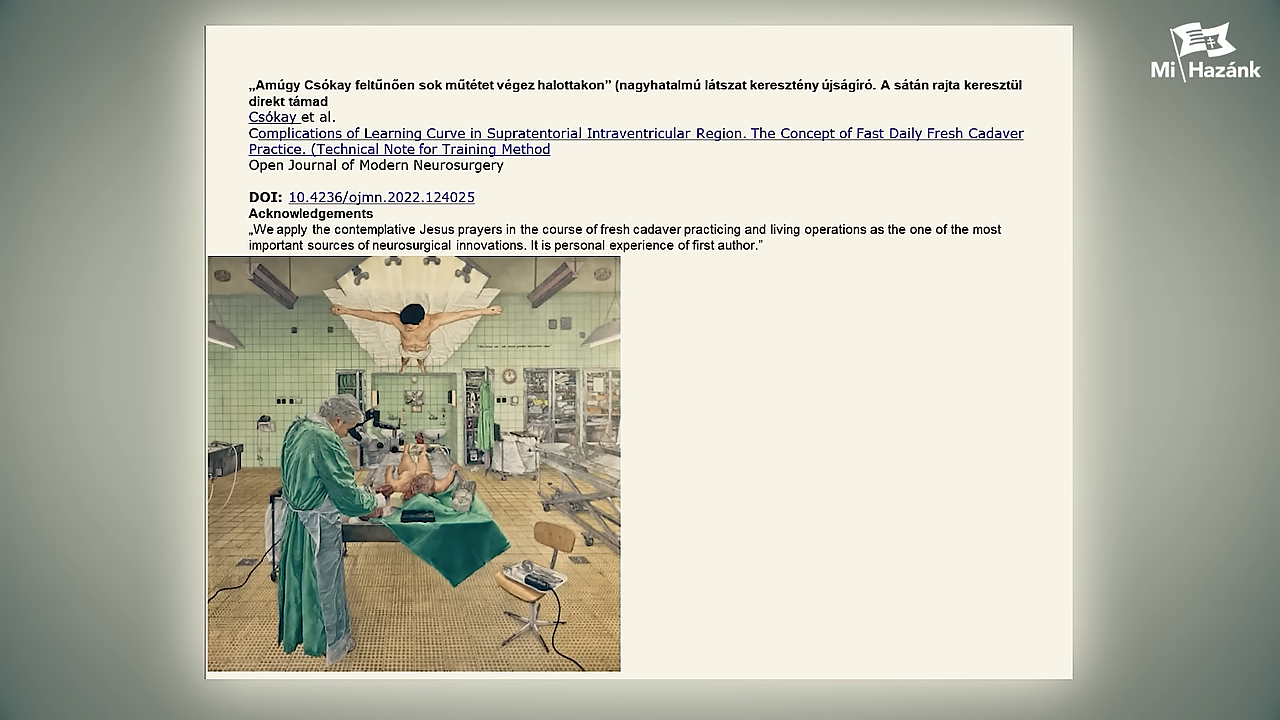 „Amúgy Csókay feltűnően sok műtétet végez halottakon” (nagyhatalmú látszat keresztény újságíró. A sátán rajta keresztül
direkt támad
Csókay et al.
Complications of Learning Curve in Supratentorial Intraventricular Region. The Concept of Fast Daily Fresh Cadaver
Practice. (Technical Note for Training Method
Open Journal of Modern Neurosurgery
DOI: 10.4236/ojmn.2022.124025
Acknowledgements
„We apply the contemplative Jesus prayers in the course of fresh cadaver practicing and living operations as the one of the most
important sources of neurosurgical innovations. It is personal experience of first author.”
Mi Hazánk